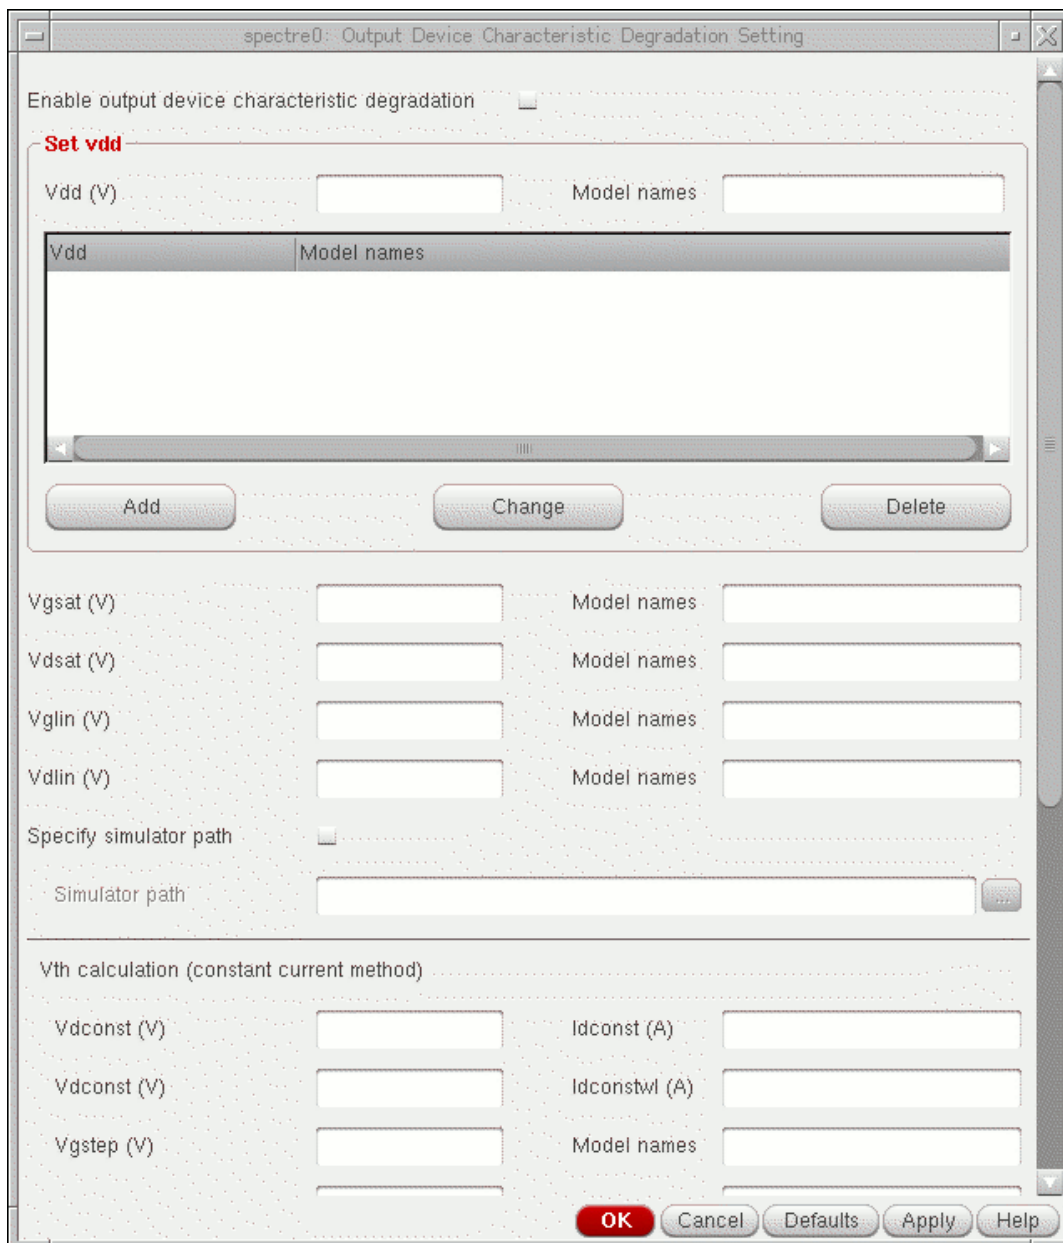 spectre0: Output Device Characteristic Degradation Setting
Enable output device characteristic degradation
Set vdd
Vdd (V) Model names
Vdd Model names
Add Change Delete
Vgsat (V) Model names
Vdsat (V) Model names
Vglin (V) Model names
Vdlin (V) Model names
Specify simulator path
Simulator path ...
Vth calculation (constant current method)
Vdconst (V) Idconst (A)
Vdconst (V) Idconstwl (A)
Vgstep (V) Model names
OK Cancel Defaults Apply Help